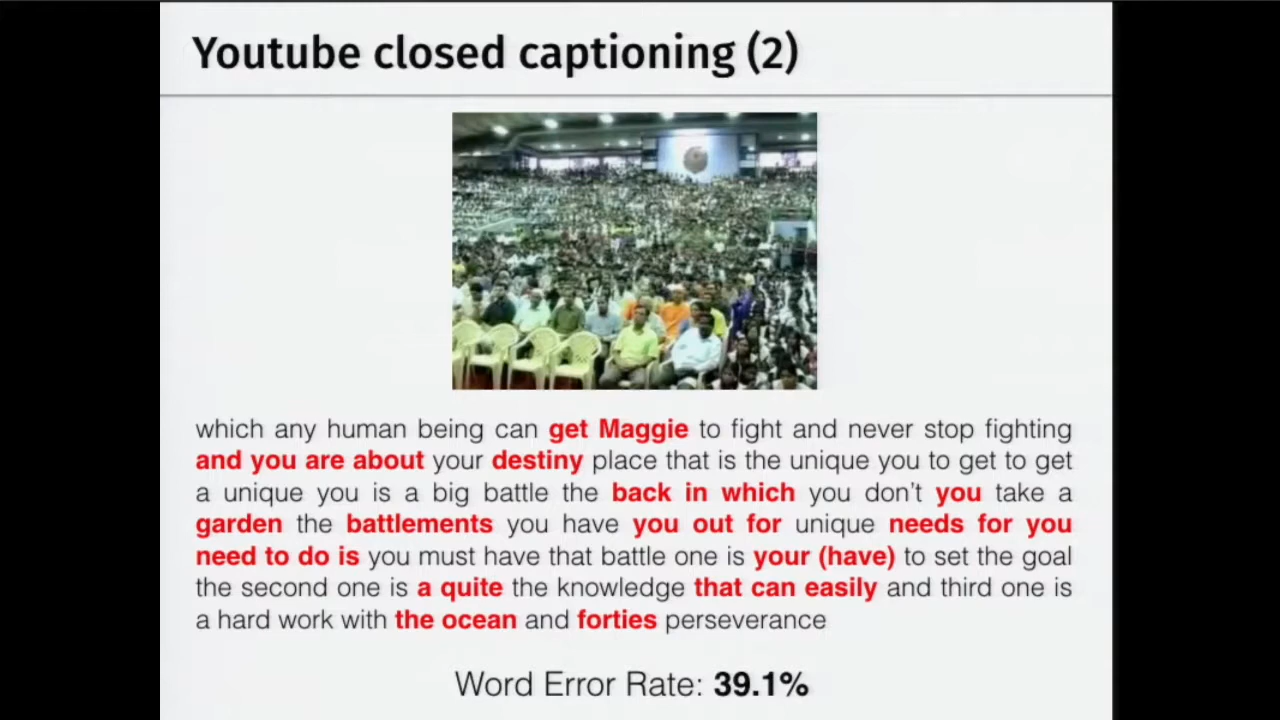 Youtube closed captioning (2)
which any human being can get Maggie to fight and never stop fighting
and you are about your destiny place that is the unique you to get to get
a unique you is a big battle the back in which you don't you take a
garden the battlements you have you out for unique needs for you
need to do is you must have that battle one is your (have) to set the goal
the second one is a quite the knowledge that can easily and third one is
a hard work with the ocean and forties perseverance
Word Error Rate: 39.1%